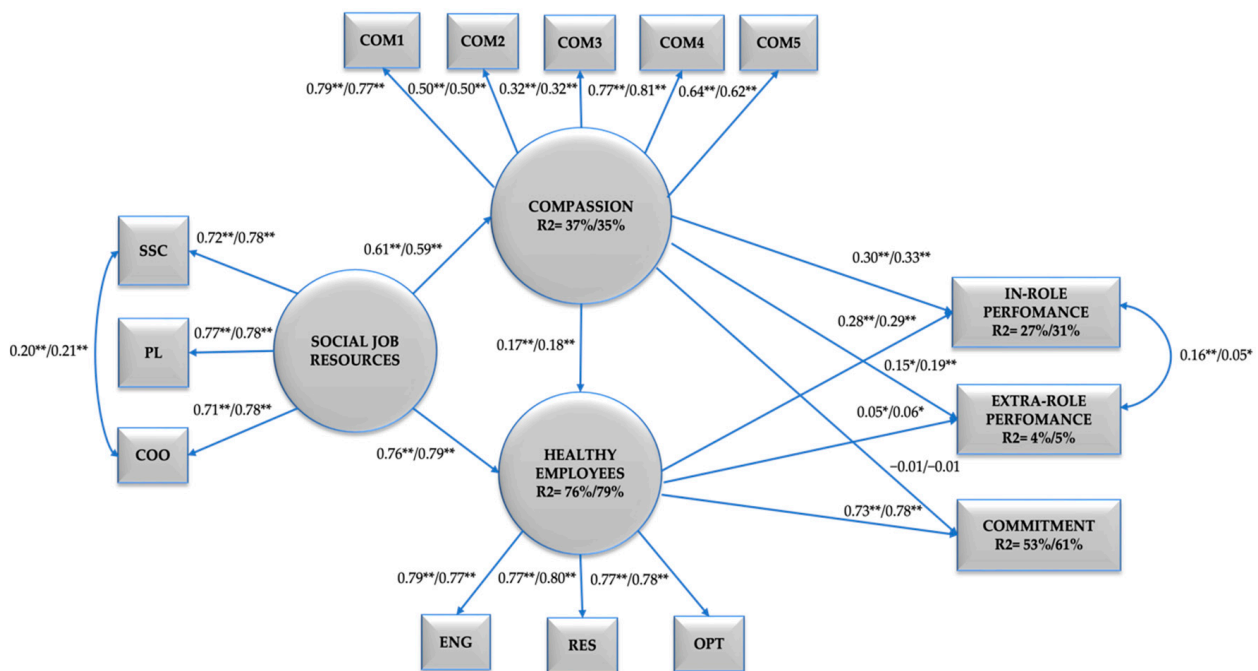 COM1
COM2
COM3
COM4
COM5
0.79**/0.77**
0.50**/0.50**
0.32**/0.32**
0.77**/0.81**
0.64**/0.62**
COMPASSION
R2= 37%/35%
SSC
0.72**/0.78**
0.61**/0.59**
0.30**/0.33**
IN-ROLE
PERFOMANCE
R2= 27%/31%
0.28**/0.29**
PL
0.77**/0.78**
SOCIAL JOB
RESOURCES
0.20**/0.21**
0.17**/0.18**
0.15*/0.19**
0.16**/0.05*
EXTRA-ROLE
PERFOMANCE
R2= 4%/5%
0.05*/0.06*
COO
0.71**/0.78**
0.76**/0.79**
HEALTHY
EMPLOYEES
R2= 76%/79%
−0.01/−0.01
0.73**/0.78**
COMMITMENT
R2= 53%/61%
0.79**/0.77**
0.77**/0.80**
0.77**/0.78**
ENG
RES
OPT